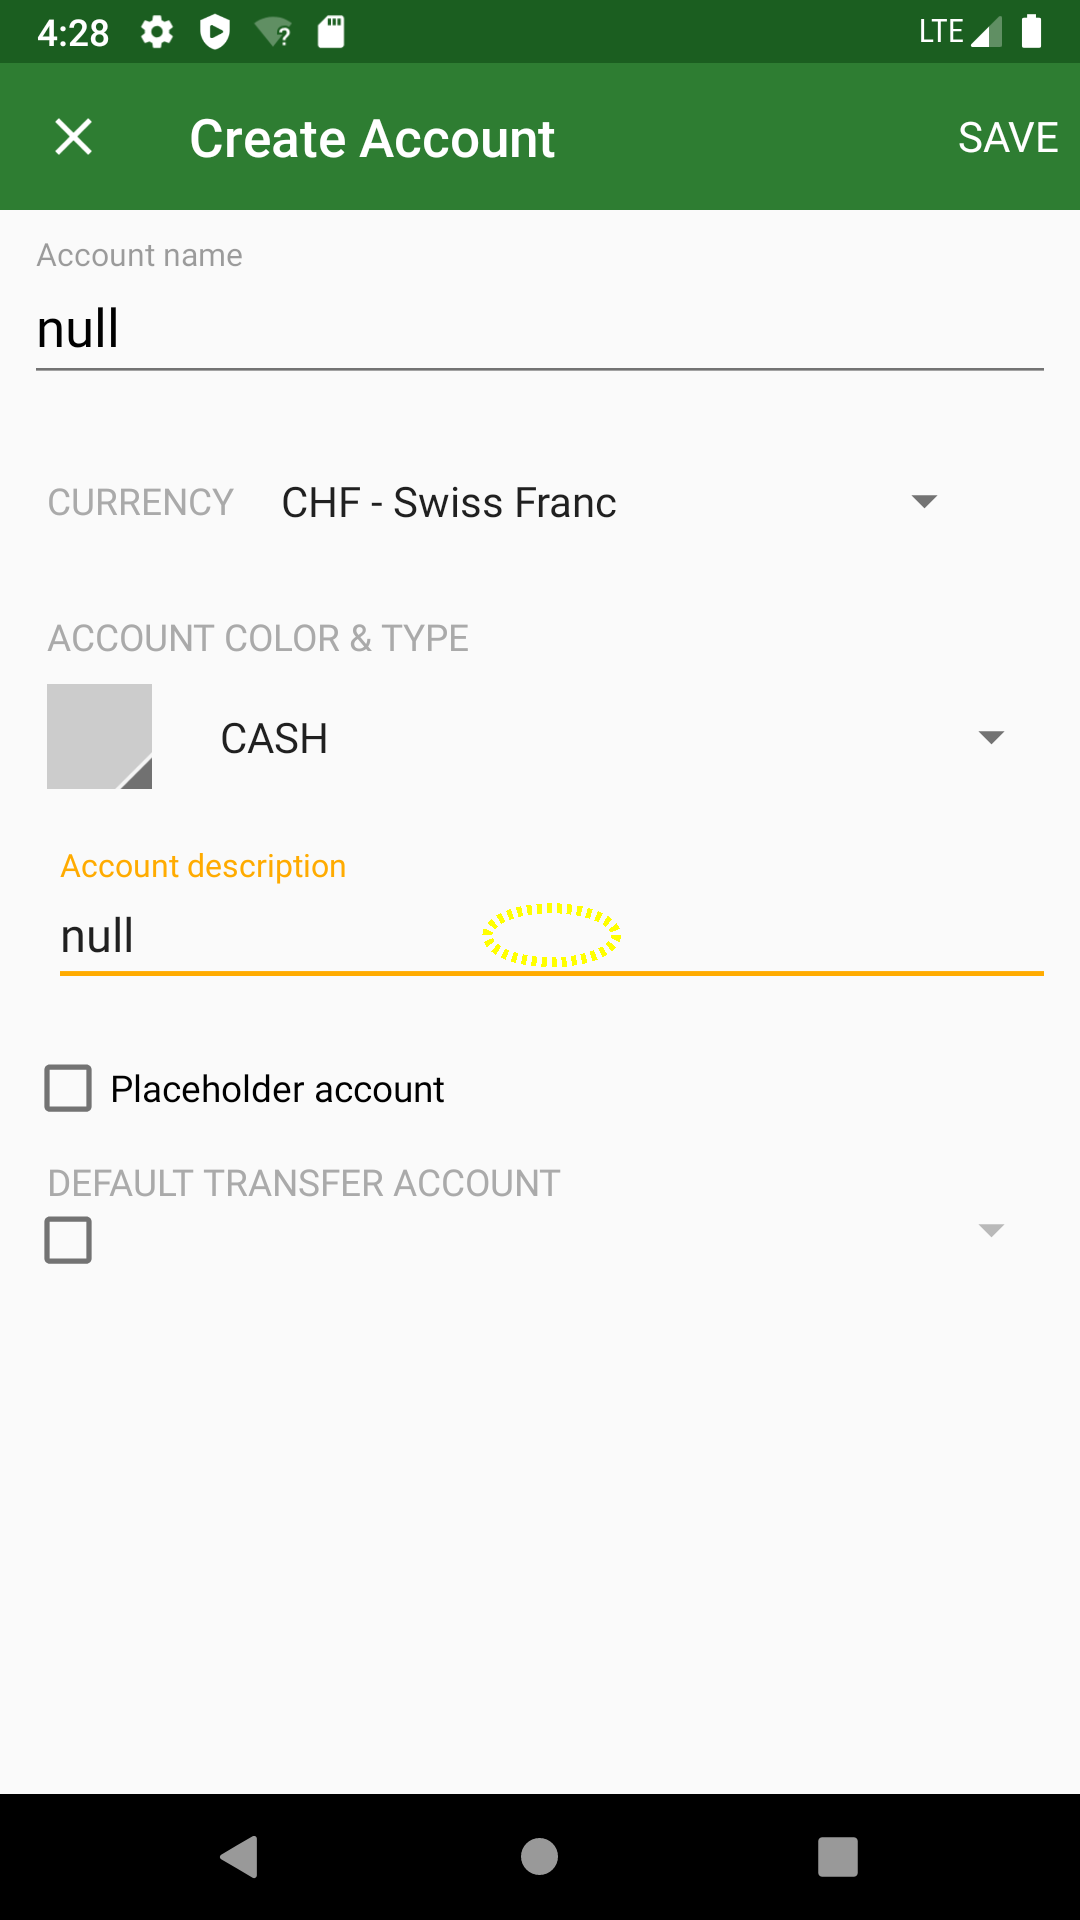 4:28
LTE
Create Account
SAVE
Account name
null
CURRENCY
CHF - Swiss Franc
ACCOUNT COLOR & TYPE
CASH
Account description
null
Placeholder account
DEFAULT TRANSFER ACCOUNT